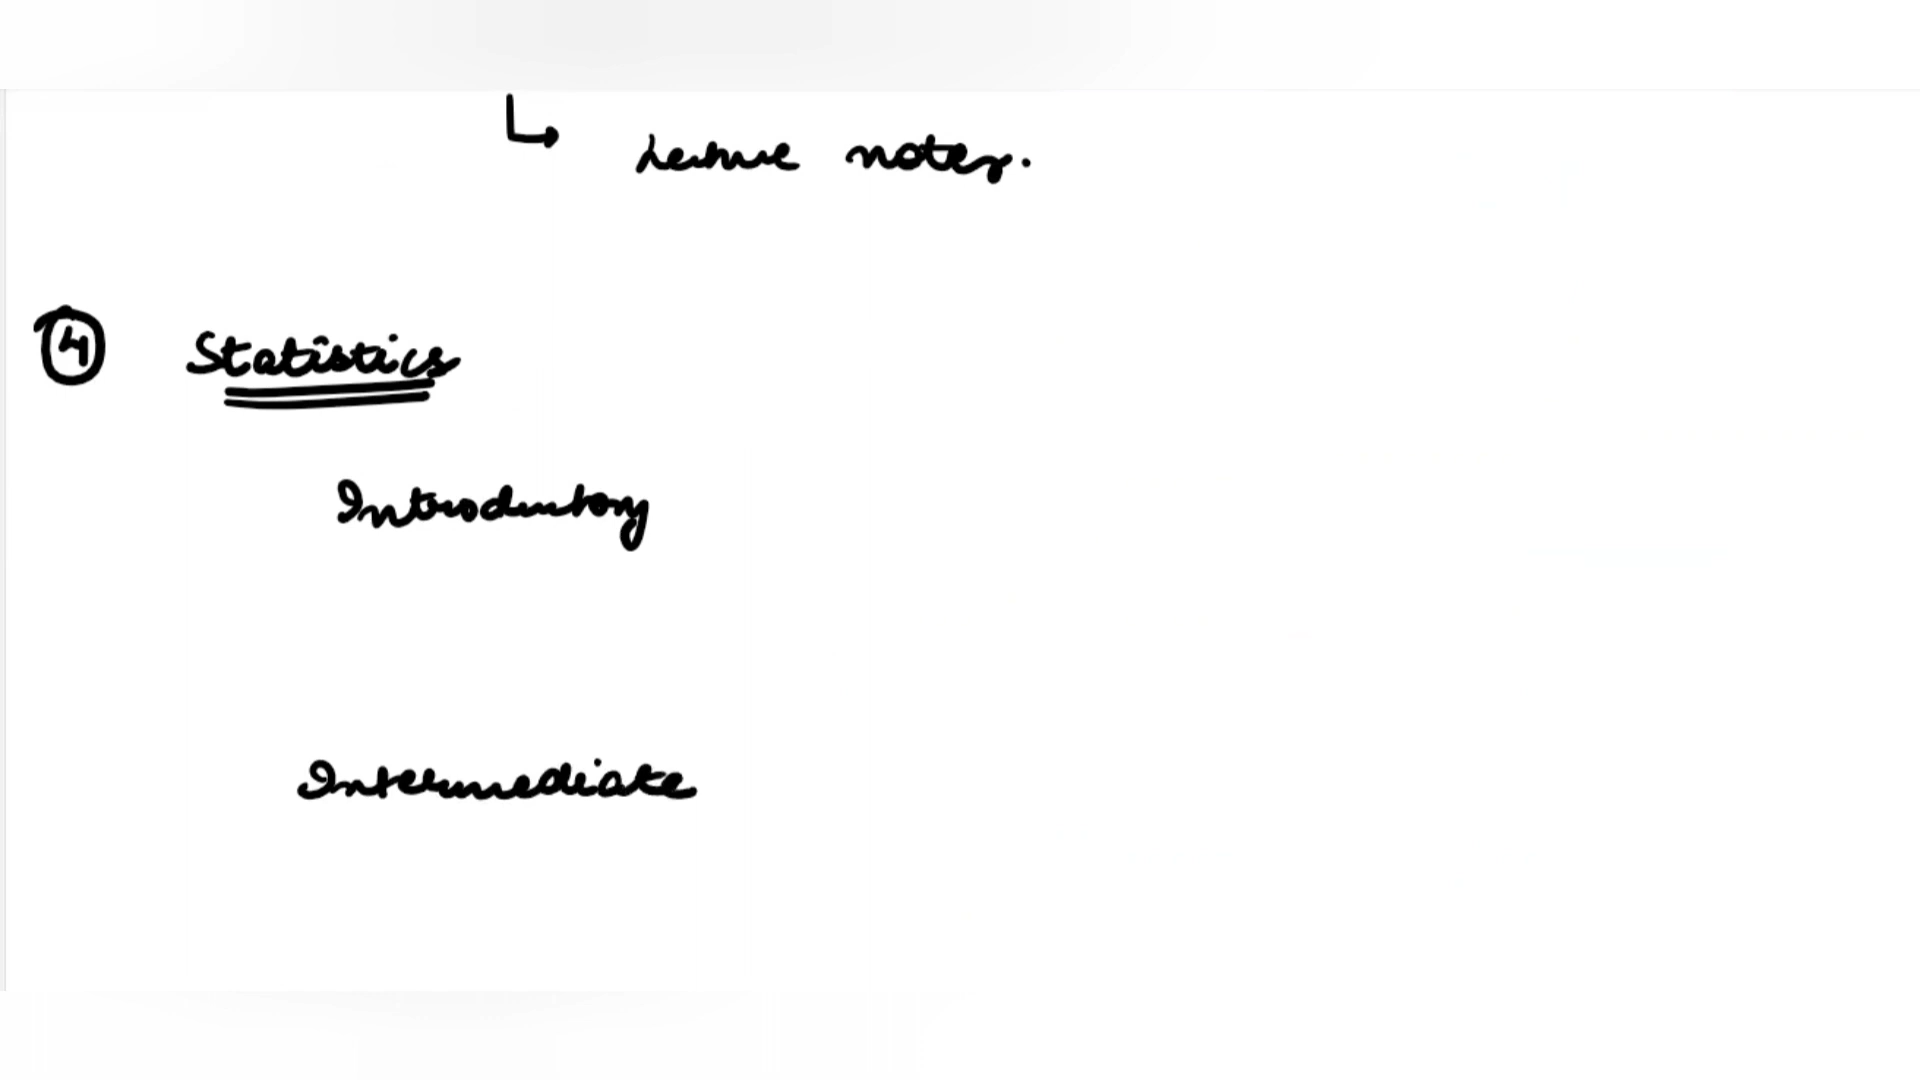 ↳ Lecture notes.
④ Statistics
Introductory
Intermediate